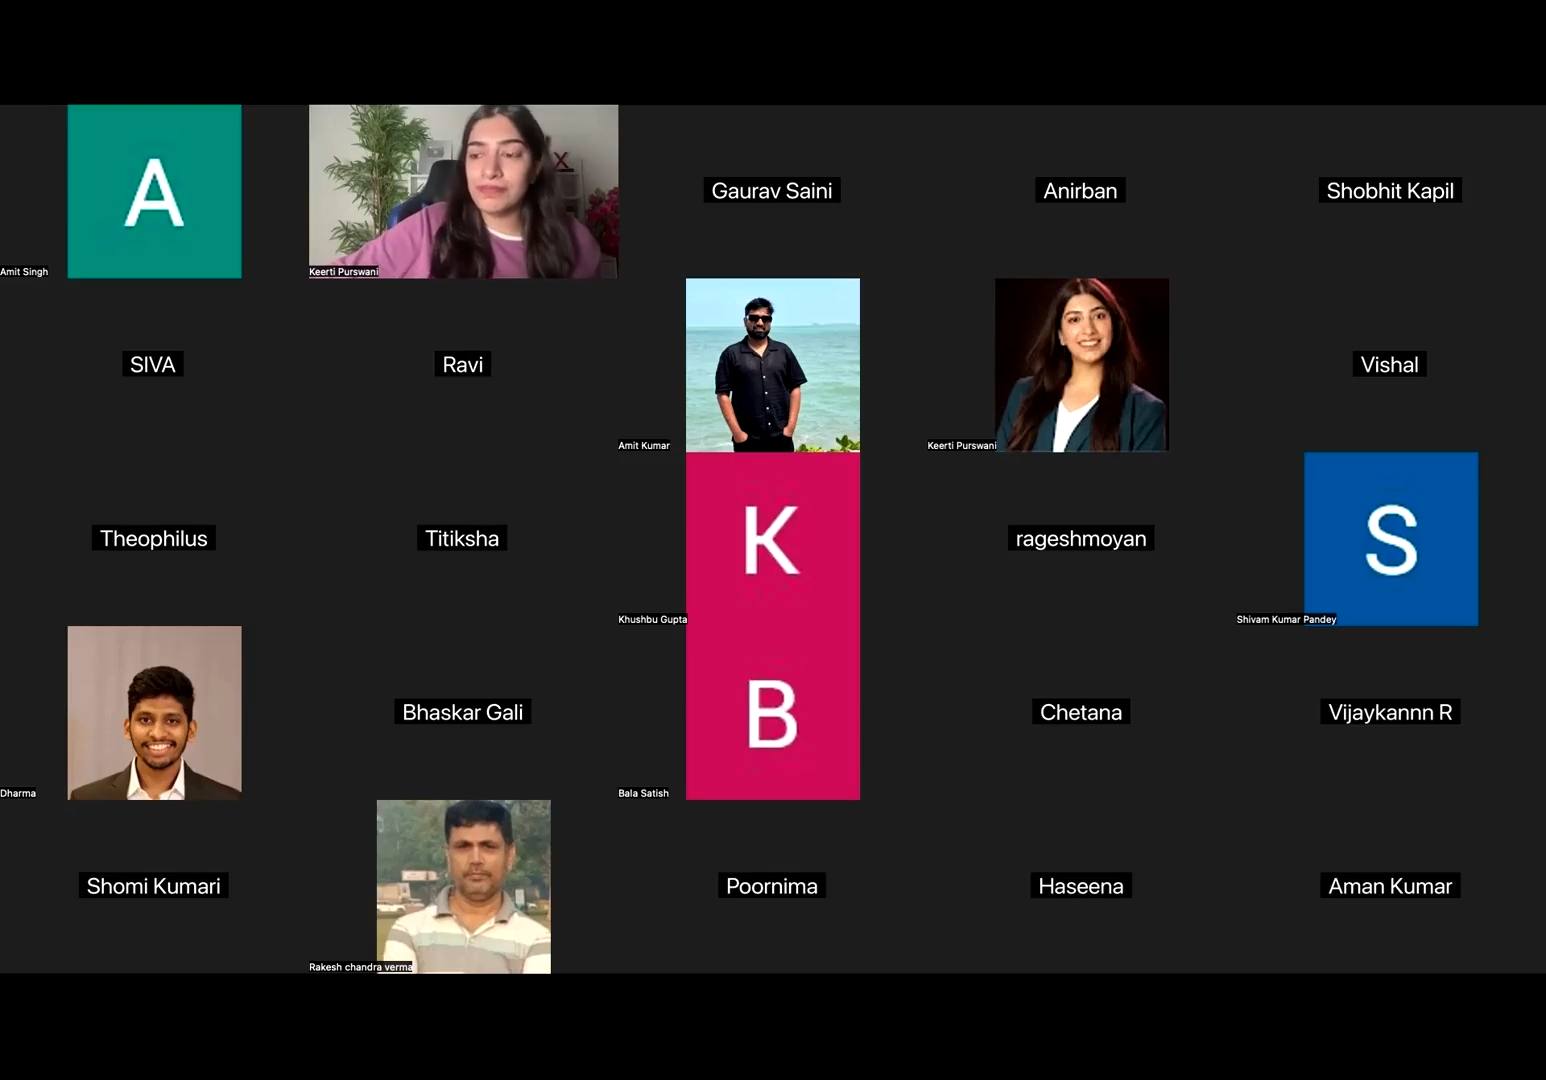 A
Amit Singh
Keerti Purswani
Gaurav Saini
Anirban
Shobhit Kapil
SIVA
Ravi
Amit Kumar
Keerti Purswani
Vishal
Theophilus
Titiksha
K
Khushbu Gupta
rageshmoyan
S
Shivam Kumar Pandey
Dharma
Bhaskar Gali
B
Bala Satish
Chetana
Vijaykannn R
Shomi Kumari
Rakesh chandra verma
Poornima
Haseena
Aman Kumar